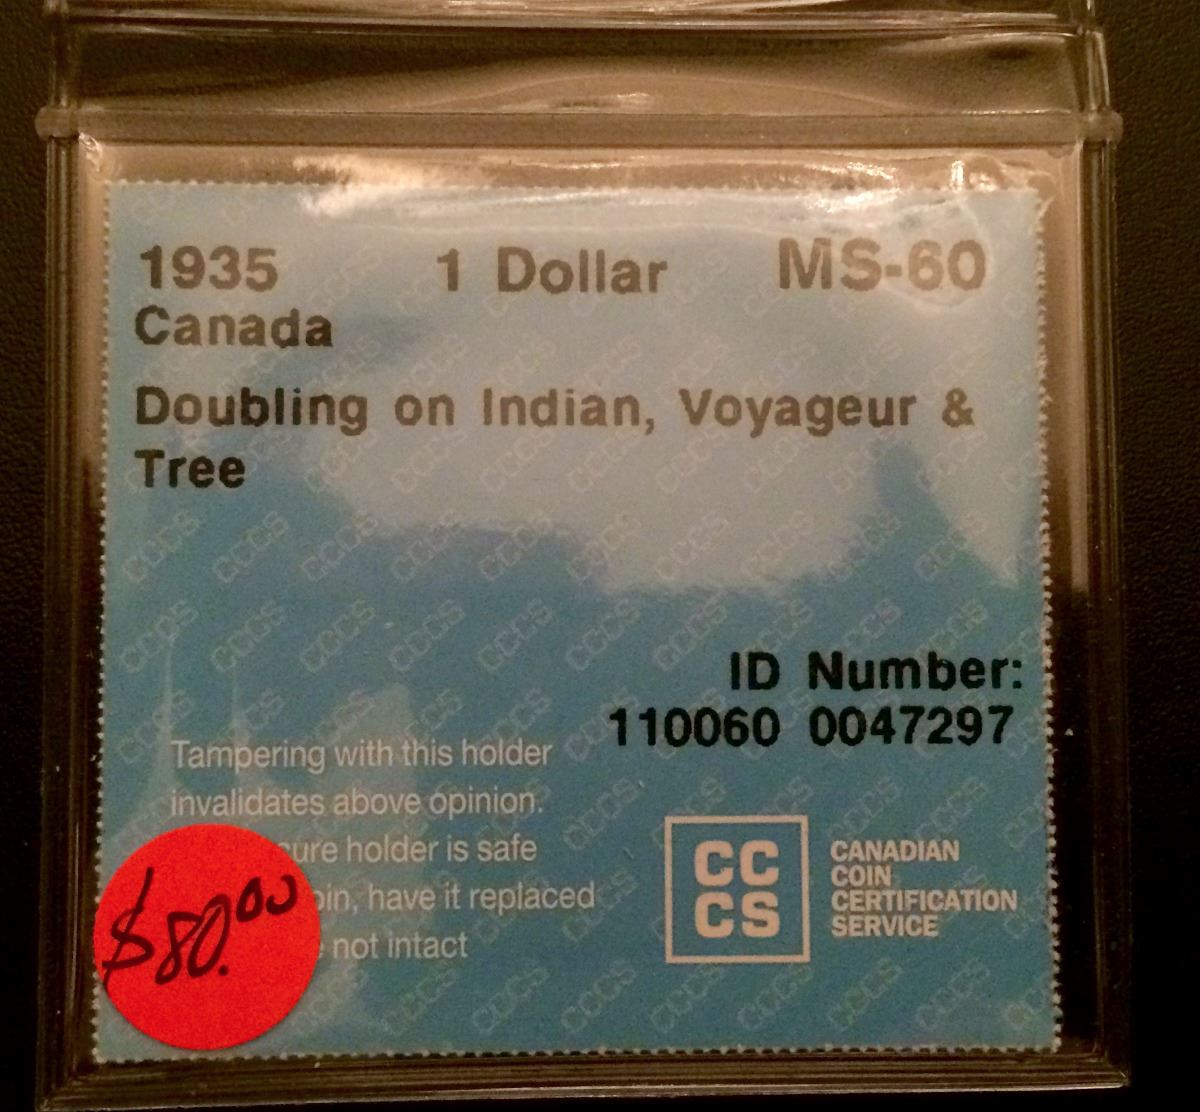 1935 1 Dollar MS-60
Canada
Doubling on Indian, Voyageur &
Tree
ID Number:
110060 0047297
Tampering with this holder
invalidates above opinion.
holder is safe
have it replaced
not intact
$80.00
CC
CS
CANADIAN
COIN
CERTIFICATION
SERVICE